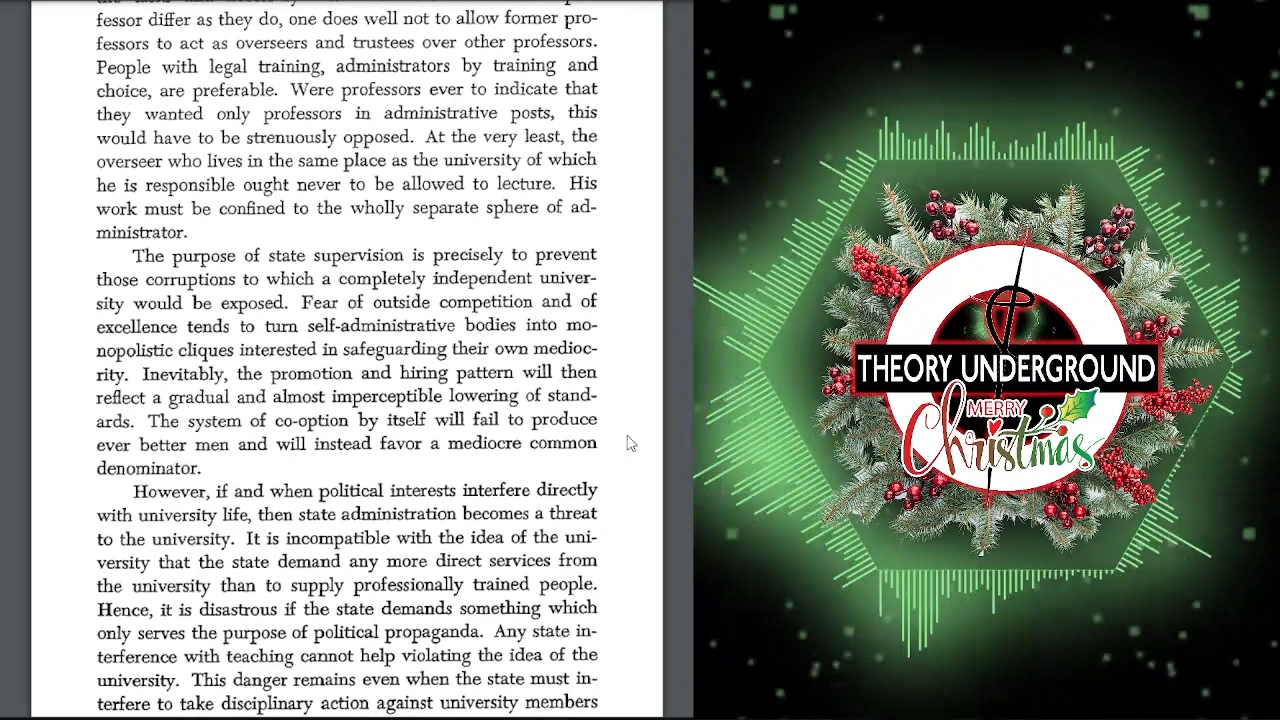 fessor differ as they do, one does well not to allow former pro-
fessors to act as overseers and trustees over other professors.
People with legal training, administrators by training and
choice, are preferable. Were professors ever to indicate that
they wanted only professors in administrative posts, this
would have to be strenuously opposed. At the very least, the
overseer who lives in the same place as the university of which
he is responsible ought never to be allowed to lecture. His
work must be confined to the wholly separate sphere of ad-
ministrator.
The purpose of state supervision is precisely to prevent
those corruptions to which a completely independent univer-
sity would be exposed. Fear of outside competition and of
excellence tends to turn self-administrative bodies into mo-
nopolistic cliques interested in safeguarding their own medioc-
rity. Inevitably, the promotion and hiring pattern will then
reflect a gradual and almost imperceptible lowering of stand-
ards. The system of co-option by itself will fail to produce
ever better men and will instead favor a mediocre common
denominator.
However, if and when political interests interfere directly
with university life, then state administration becomes a threat
to the university. It is incompatible with the idea of the uni-
versity that the state demand any more direct services from
the university than to supply professionally trained people.
Hence, it is disastrous if the state demands something which
only serves the purpose of political propaganda. Any state in-
terference with teaching cannot help violating the idea of the
university. This danger remains even when the state must in-
terfere to take disciplinary action against university members
THEORY UNDERGROUND
MERRY
Christmas